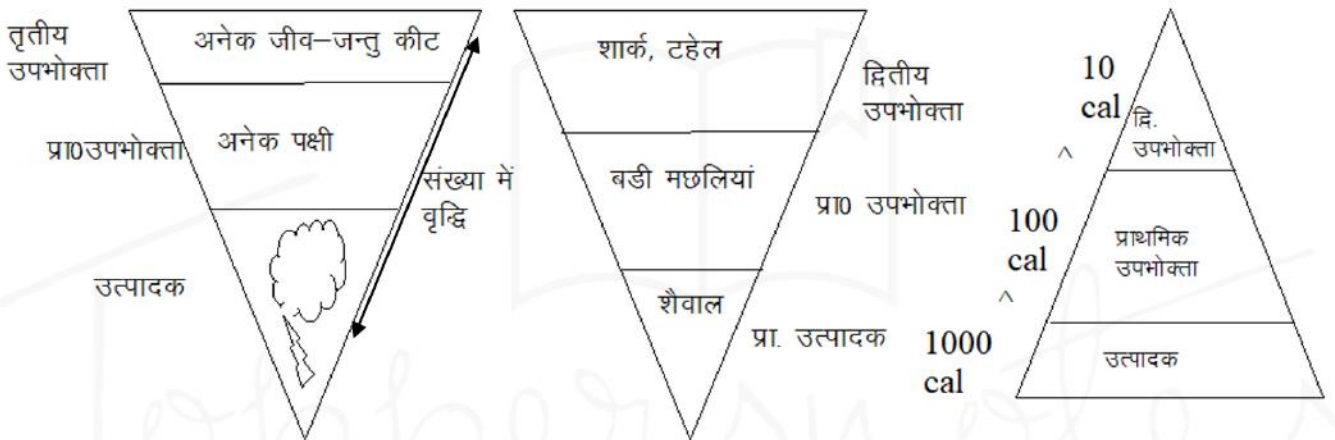 तृतीय
उपभोक्ता
अनेक जीव–जन्तु कीट
प्रा0उपभोक्ता
अनेक पक्षी
संख्या में
वृद्धि
उत्पादक
शार्क, टहेल
द्वितीय
उपभोक्ता
बडी मछलियां
प्रा0 उपभोक्ता
शैवाल
प्रा. उत्पादक
10
cal
द्वि.
उपभोक्ता
^
100
cal
प्राथमिक
उपभोक्ता
^
1000
cal
उत्पादक